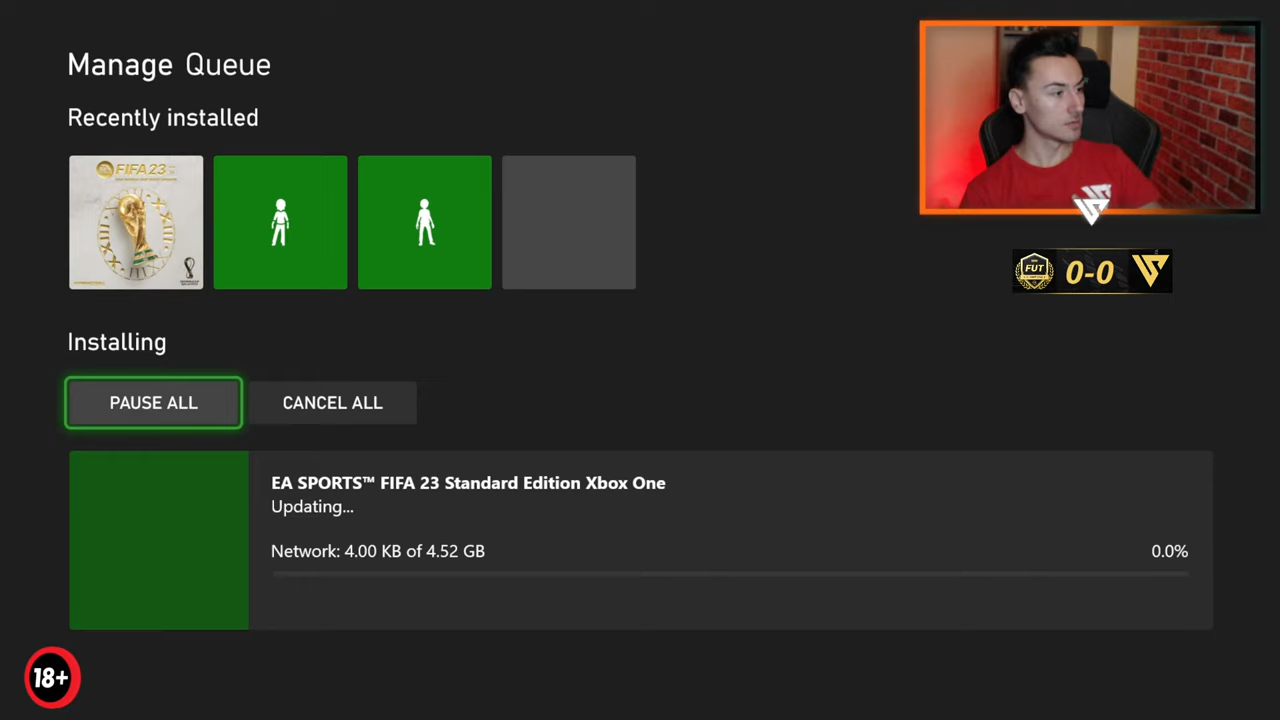 Manage Queue
Recently installed
FIFA 23
FUT
0-0
Installing
PAUSE ALL
CANCEL ALL
EA SPORTS™ FIFA 23 Standard Edition Xbox One
Updating...
Network: 4.00 KB of 4.52 GB
0.0%
18+